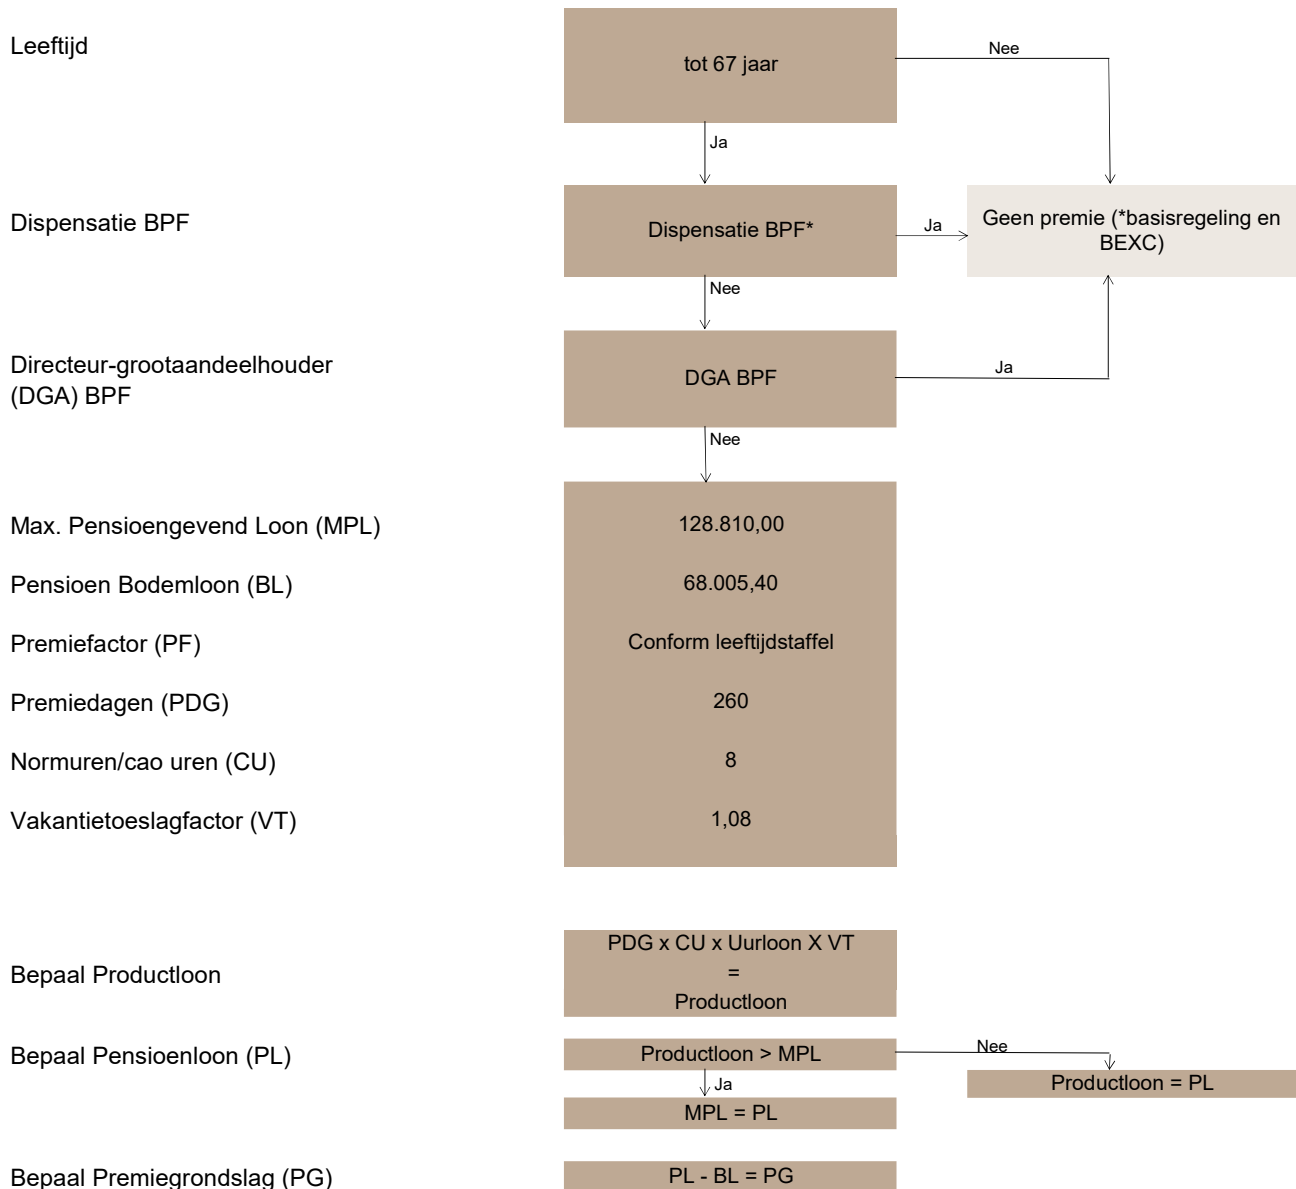 Leeftijd
tot 67 jaar
Nee
Ja
Dispensatie BPF
Dispensatie BPF*
Ja
Geen premie (*basisregeling en
BEXC)
Nee
Directeur-grootaandeelhouder
(DGA) BPF
DGA BPF
Ja
Nee
Max. Pensioengevend Loon (MPL)
128.810,00
Pensioen Bodemloon (BL)
68.005,40
Premiefactor (PF)
Conform leeftijdstaffel
Premiedagen (PDG)
260
Normuren/cao uren (CU)
8
Vakantietoeslagfactor (VT)
1,08
Bepaal Productloon
PDG x CU x Uurloon X VT
=
Productloon
Bepaal Pensioenloon (PL)
Productloon > MPL
Nee
Productloon = PL
Ja
MPL = PL
Bepaal Premiegrondslag (PG)
PL - BL = PG